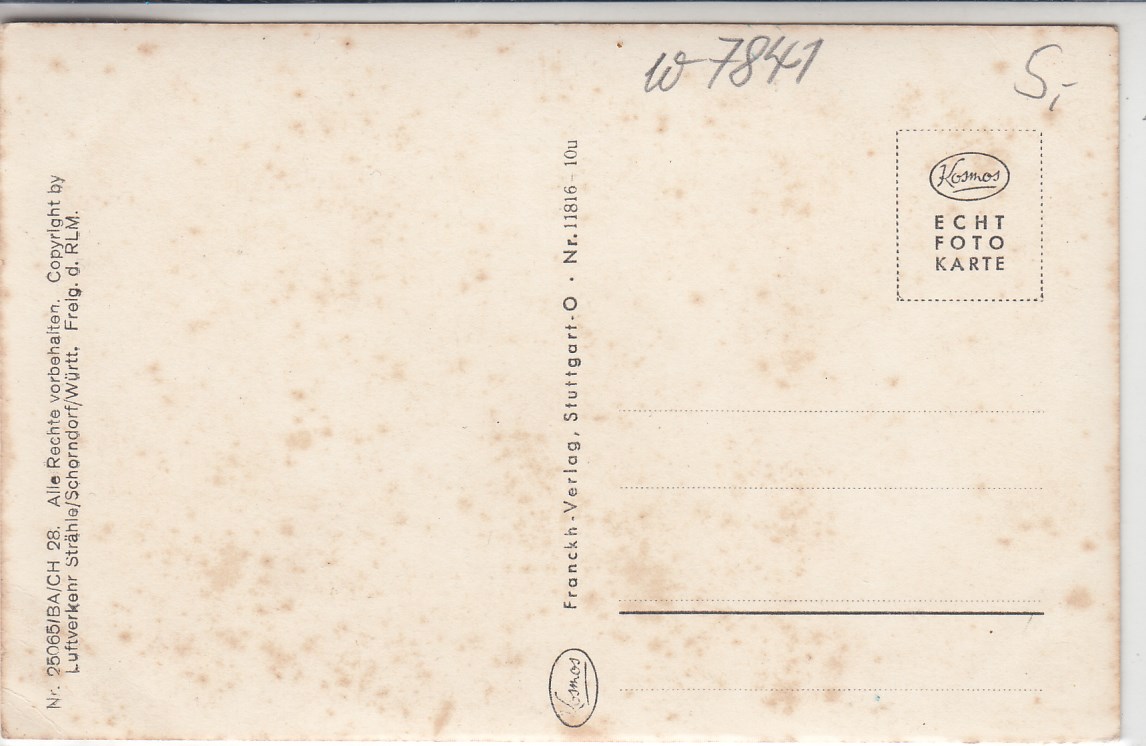 w 7841
5,-
Kosmos
ECHT
FOTO
KARTE
Nr. 25065/BA/CH 28. Alle Rechte vorbehalten. Copyright by
Luftverkehr Strähle/Schorndorf/Württ. Freig. d. RLM.
Franckh-Verlag, Stuttgart-O · Nr. 11816 - 10u
Kosmos